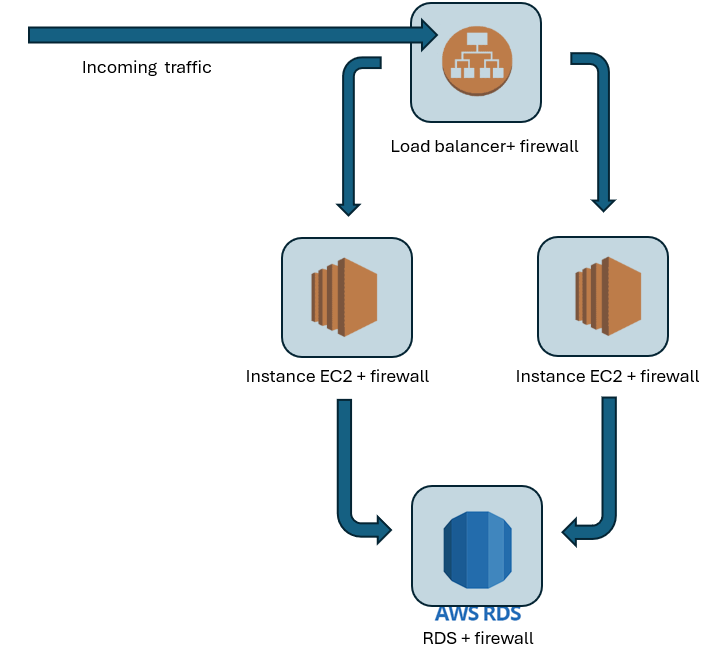 Incoming traffic
Load balancer+ firewall
Instance EC2 + firewall
Instance EC2 + firewall
AWS RDS
RDS + firewall